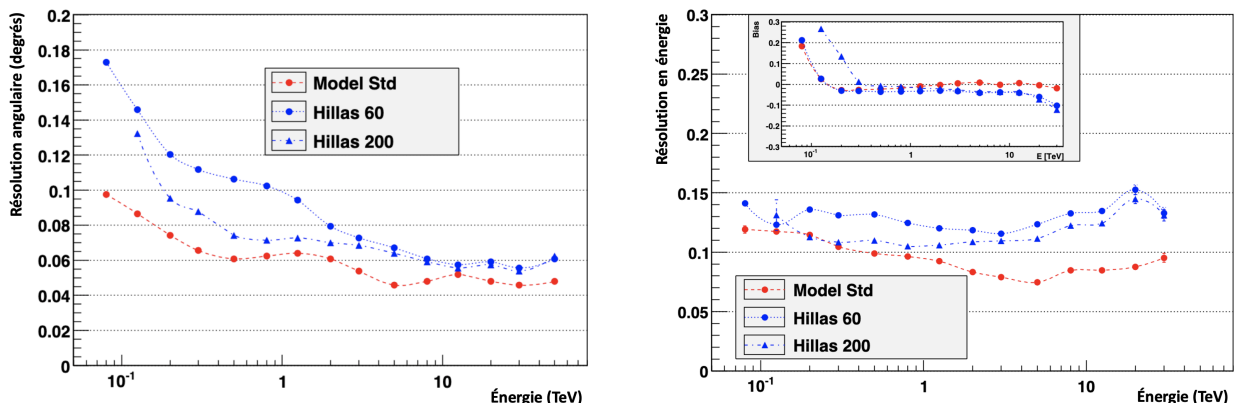 Résolution angulaire (degrés)
0.2
0.18
0.16
0.14
0.12
0.1
0.08
0.06
0.04
0.02
0
Model Std
Hillas 60
Hillas 200
10-1
1
10
Énergie (TeV)
Résolution en énergie
0.3
0.25
0.2
0.15
0.1
0.05
0
Bias
0.3
0.2
0.1
0
-0.1
-0.2
-0.3
10-1
1
10
E [TeV]
Model Std
Hillas 60
Hillas 200
10-1
1
10
Énergie (TeV)